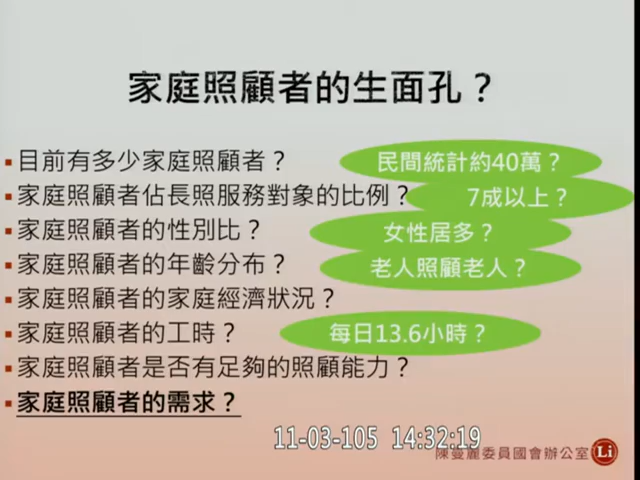 家庭照顧者的生面孔？
▪目前有多少家庭照顧者？ 民間統計約40萬？
▪家庭照顧者佔長照服務對象的比例？ 7成以上？
▪家庭照顧者的性別比？ 女性居多？
▪家庭照顧者的年齡分布？ 老人照顧老人？
▪家庭照顧者的家庭經濟狀況？
▪家庭照顧者的工時？ 每日13.6小時？
▪家庭照顧者是否有足夠的照顧能力？
▪家庭照顧者的需求？
11-03-105 14:32:19
陳曼麗委員國會辦公室 Li